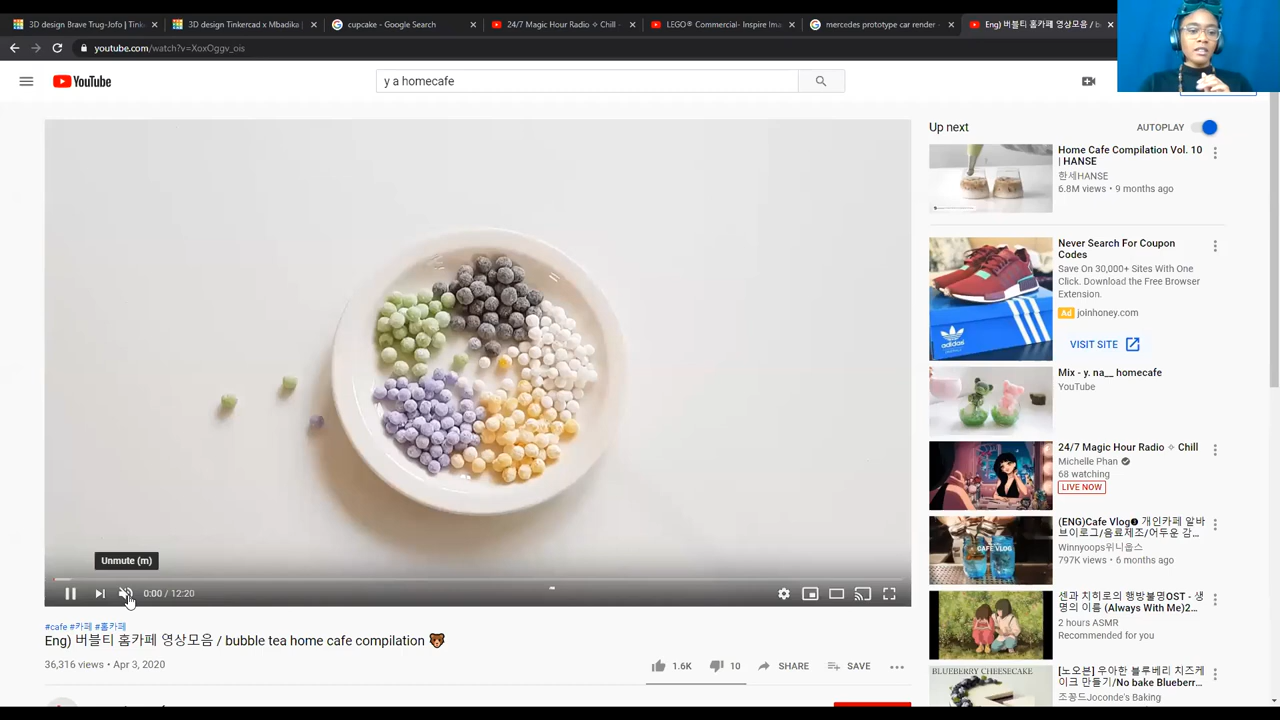 3D design Brave Trug-Jofo | Tink
3D design Tinkercad x Mbadika |
cupcake - Google Search
24/7 Magic Hour Radio ✧ Chill -
LEGO® Commercial- Inspire Ima
mercedes prototype car render -
Eng) 버블티 홈카페 영상모음 / b
youtube.com/watch?v=XoxOggv_ois
YouTube
y a homecafe
Unmute (m)
0:00 / 12:20
#cafe #카페 #홈카페
Eng) 버블티 홈카페 영상모음 / bubble tea home cafe compilation 🐻
36,316 views • Apr 3, 2020
1.6K
10
SHARE
SAVE
Up next
AUTOPLAY
Home Cafe Compilation Vol. 10
| HANSE
한세HANSE
6.8M views • 9 months ago
Never Search For Coupon
Codes
Save On 30,000+ Sites With One
Click. Download the Free Browser
Extension.
Ad joinhoney.com
VISIT SITE
adidas
Mix - y. na__ homecafe
YouTube
24/7 Magic Hour Radio ✧ Chill
Michelle Phan
68 watching
LIVE NOW
CAFE VLOG
(ENG)Cafe Vlog❷ 개인카페 알바
브이로그/음료제조/어두운 감...
Winnyoops위니웁스
797K views • 6 months ago
센과 치히로의 행방불명OST - 생
명의 이름 (Always With Me)2...
2 hours ASMR
Recommended for you
BLUEBERRY CHEESECAKE
[노오븐] 우아한 블루베리 치즈케
이크 만들기/No bake Blueberr...
조꽁드Joconde's Baking